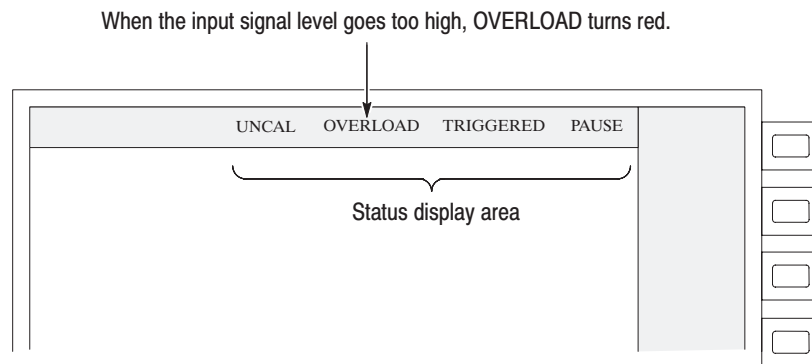 When the input signal level goes too high, OVERLOAD turns red.
UNCAL OVERLOAD TRIGGERED PAUSE
Status display area